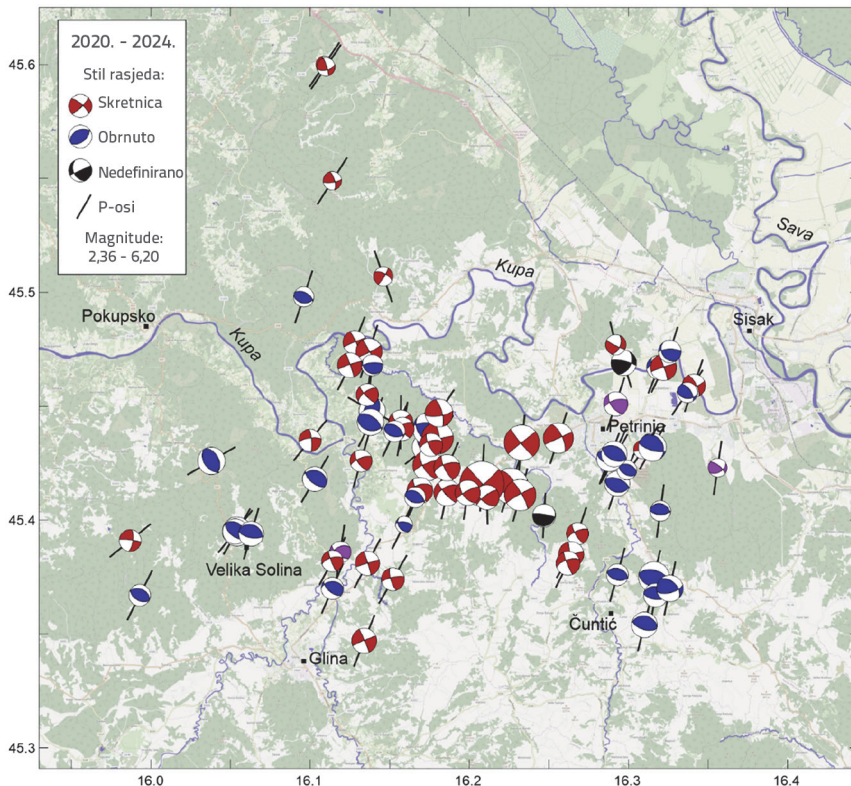 2020. - 2024.
Stil rasjeda:
Skretnica
Obrnuto
Nedefinirano
P-osi
Magnitude:
2,36 - 6,20
45.6
45.5
45.4
45.3
16.0
16.1
16.2
16.3
16.4
Sava
Kupa
Sisak
Pokupsko
Kupa
Petrinja
Velika Solina
Čuntić
Glina